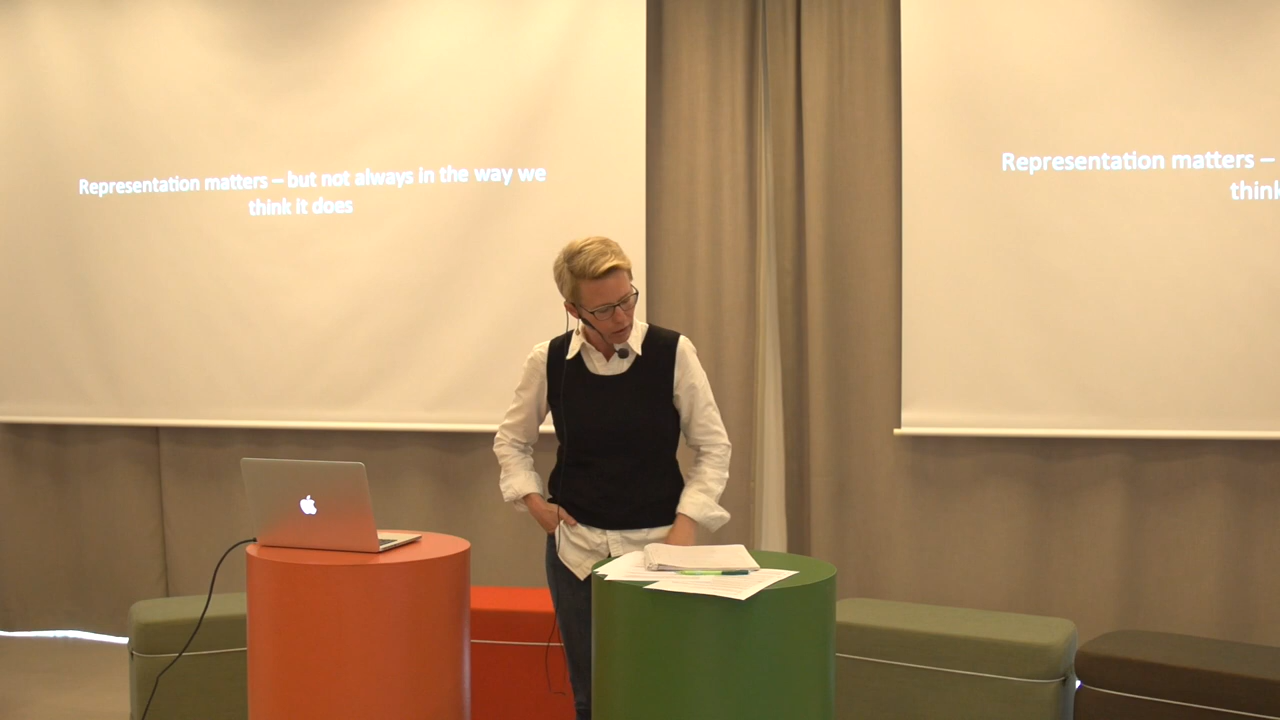 Representation matters – but not always in the way we
think it does
Representation matters –
think